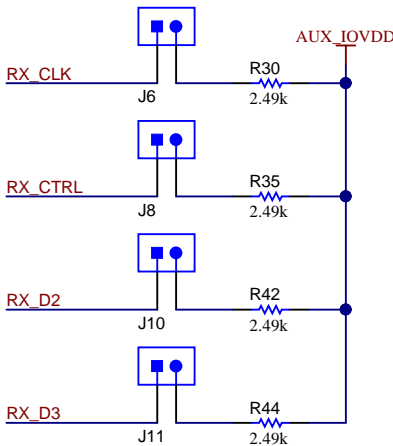 AUX_IOVDD
RX_CLK
R30
J6
2.49k
RX_CTRL
R35
J8
2.49k
RX_D2
R42
J10
2.49k
RX_D3
R44
J11
2.49k